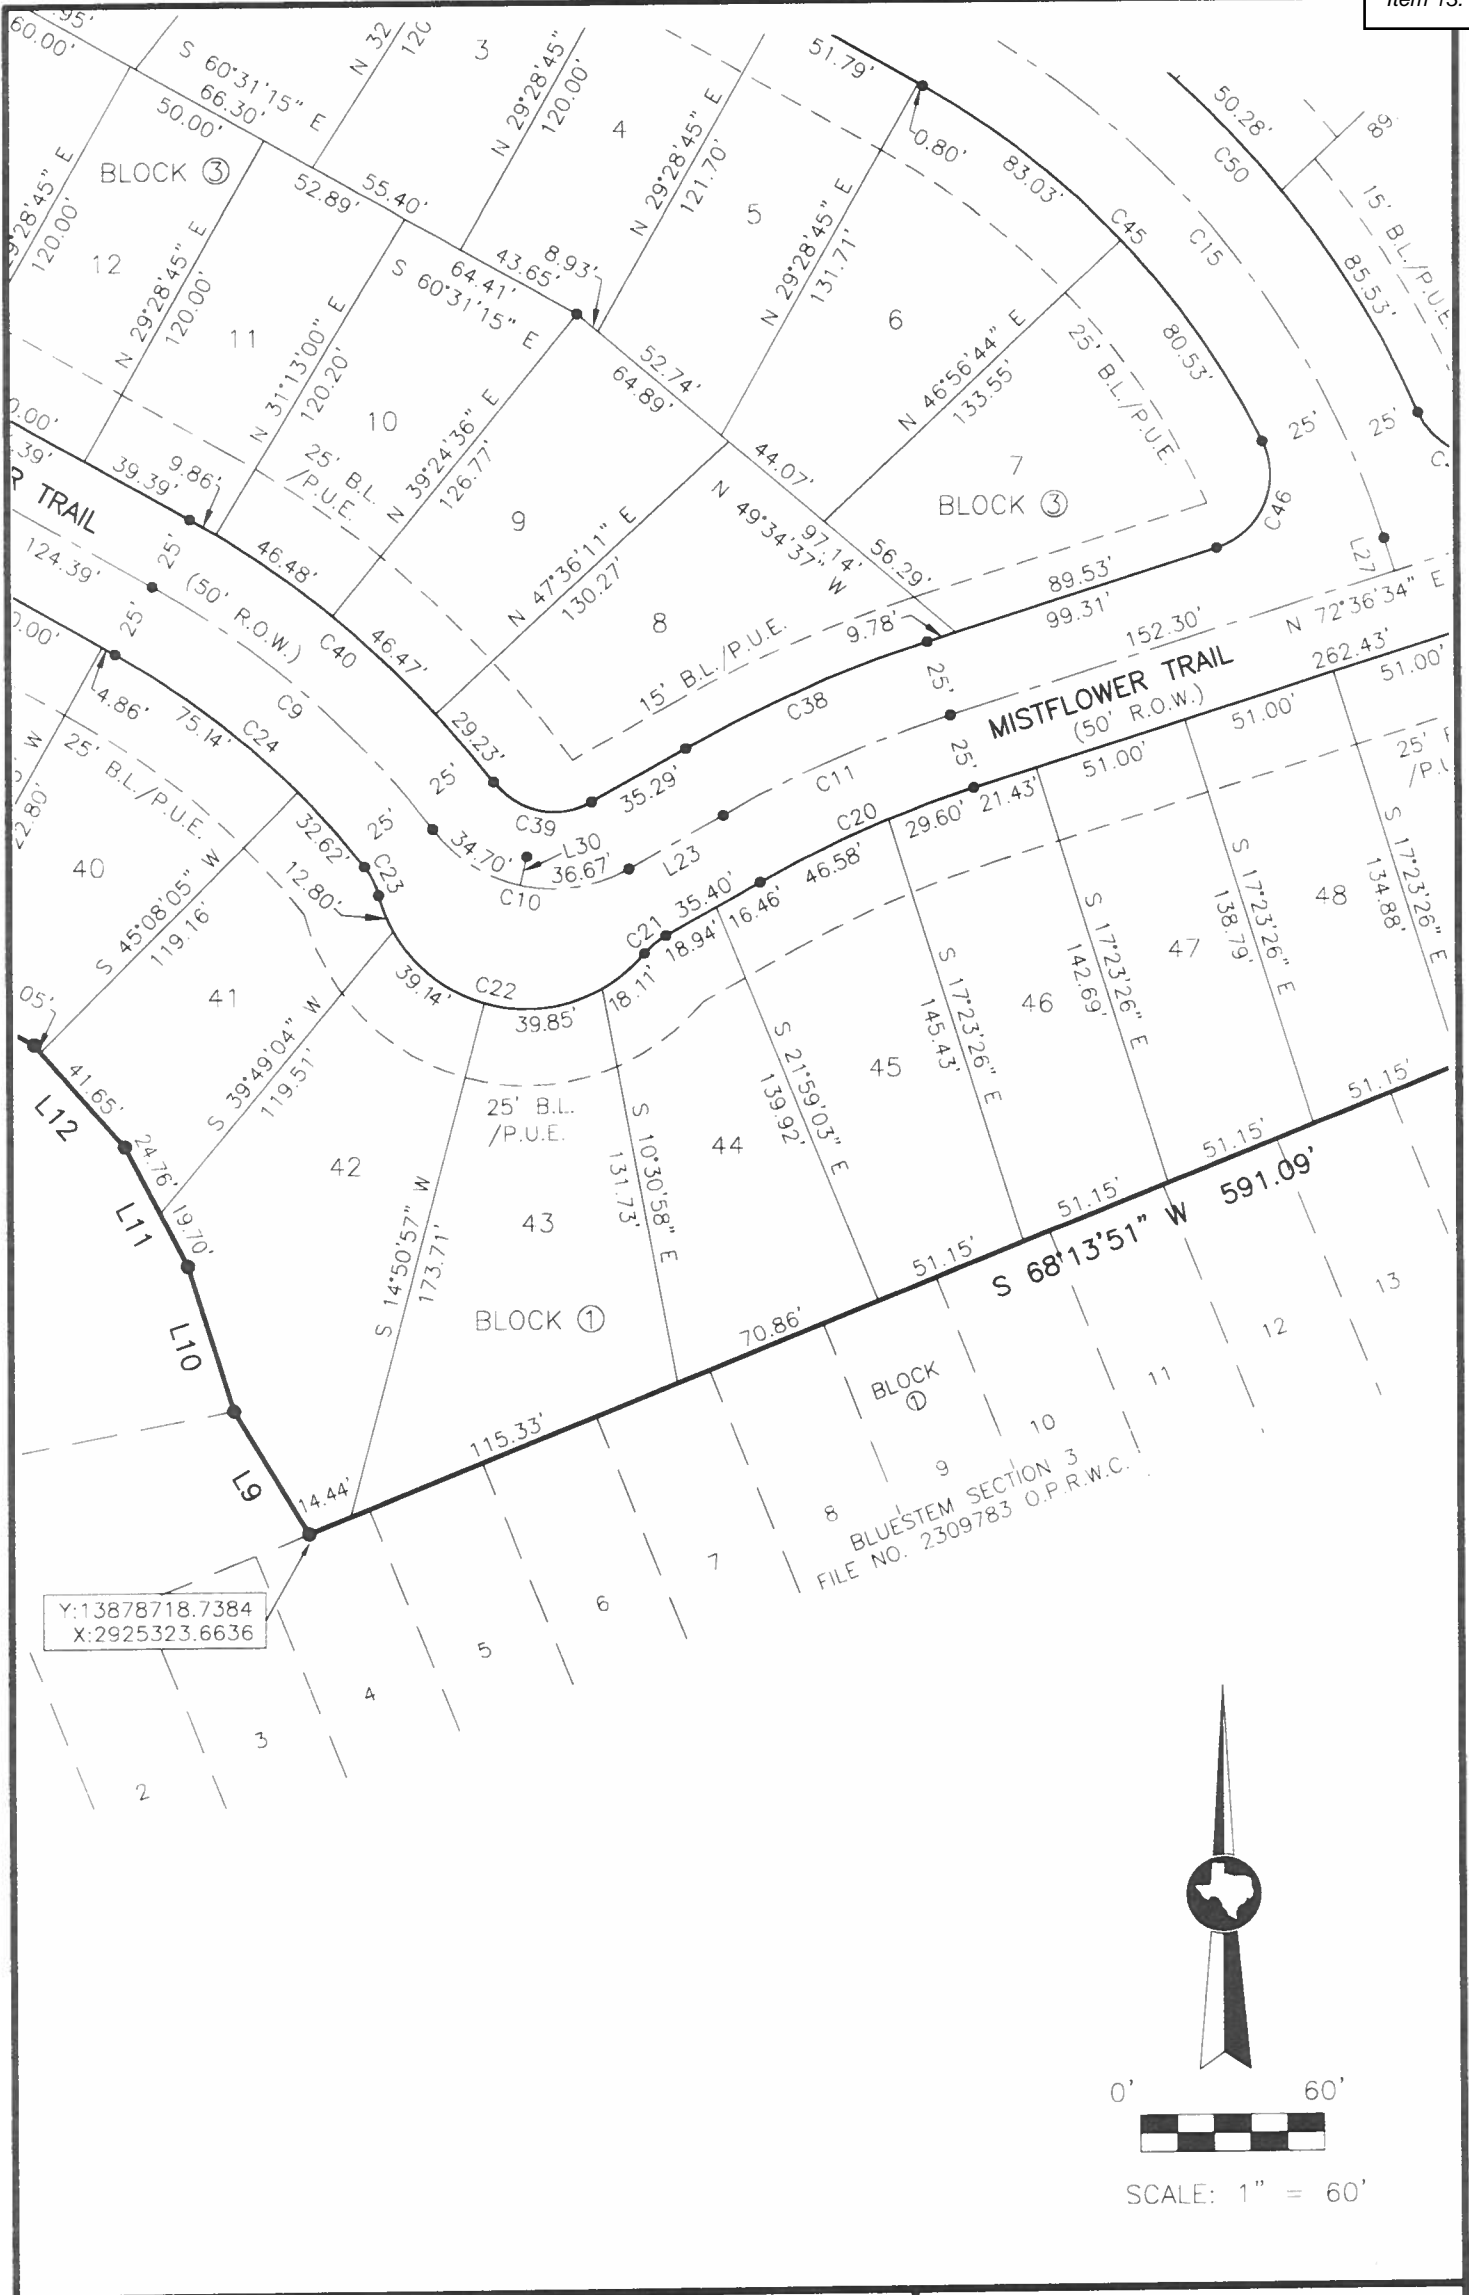 Item 13.
.95'
60.00'
S 60°31'15" E
66.30'
50.00'
N 32
120
3
N 29°28'45" E
120.00'
4
N 29°28'45" E
121.70'
5
51.79'
0.80'
83.03'
C45
C15
50.28'
C50
89
15' B.L./P.U.E.
85.53'
BLOCK 3
9°28'45" E
120.00'
12
N 29°28'45" E
120.00'
52.89'
55.40'
11
N 31°13'00" E
120.20'
S 60°31'15" E
64.41'
43.65'
8.93'
N 29°28'45" E
131.71'
6
52.74'
64.89'
N 46°56'44" E
133.55'
25' B.L./P.U.E.
80.53'
25'
25'
C
10
25' B.L.
/P.U.E.
N 39°24'36" E
126.77'
9
N 47°36'11" E
130.27'
44.07'
N 49°34'37" W
97.14'
56.29'
7
BLOCK 3
C46
L27
0.00'
.39'
39.39'
9.86'
R TRAIL
124.39'
25'
(50' R.O.W.)
46.48'
C40
46.47'
8
15' B.L./P.U.E.
9.78'
89.53'
99.31'
152.30'
N 72°36'34" E
262.43'
51.00'
MISTFLOWER TRAIL
(50' R.O.W.)
51.00'
51.00'
0.00'
25'
4.86'
75.14'
C24
C9
29.23'
25'
C38
25'
25'
C11
C20
29.60'
21.43'
25' B.L./P.U.E.
W
22.80'
40
32.62'
25'
C23
12.80'
34.70'
C39
L30
36.67'
C10
35.29'
L23
46.58'
35.40'
16.46'
C21
18.94'
18.11'
25'
/P.U
S 45°08'05" W
119.16'
41
05'
39.14'
C22
39.85'
S 39°49'04" W
119.51'
25' B.L.
/P.U.E.
S 10°30'58" E
131.73'
44
S 21°59'03" E
139.92'
45
S 17°23'26" E
145.43'
46
S 17°23'26" E
142.69'
47
S 17°23'26" E
138.79'
48
S 17°23'26" E
134.88'
41.65'
L12
24.76'
L11
19.70'
42
S 14°50'57" W
173.71'
43
BLOCK 1
L10
L9
14.44'
115.33'
70.86'
51.15'
51.15'
51.15'
51.15'
S 68°13'51" W 591.09'
BLOCK
1
13
12
11
10
9
8
7
6
5
4
3
2
BLUESTEM SECTION 3
FILE NO. 2309783 O.P.R.W.C.
Y:13878718.7384
X:2925323.6636
0' 60'
SCALE: 1" = 60'